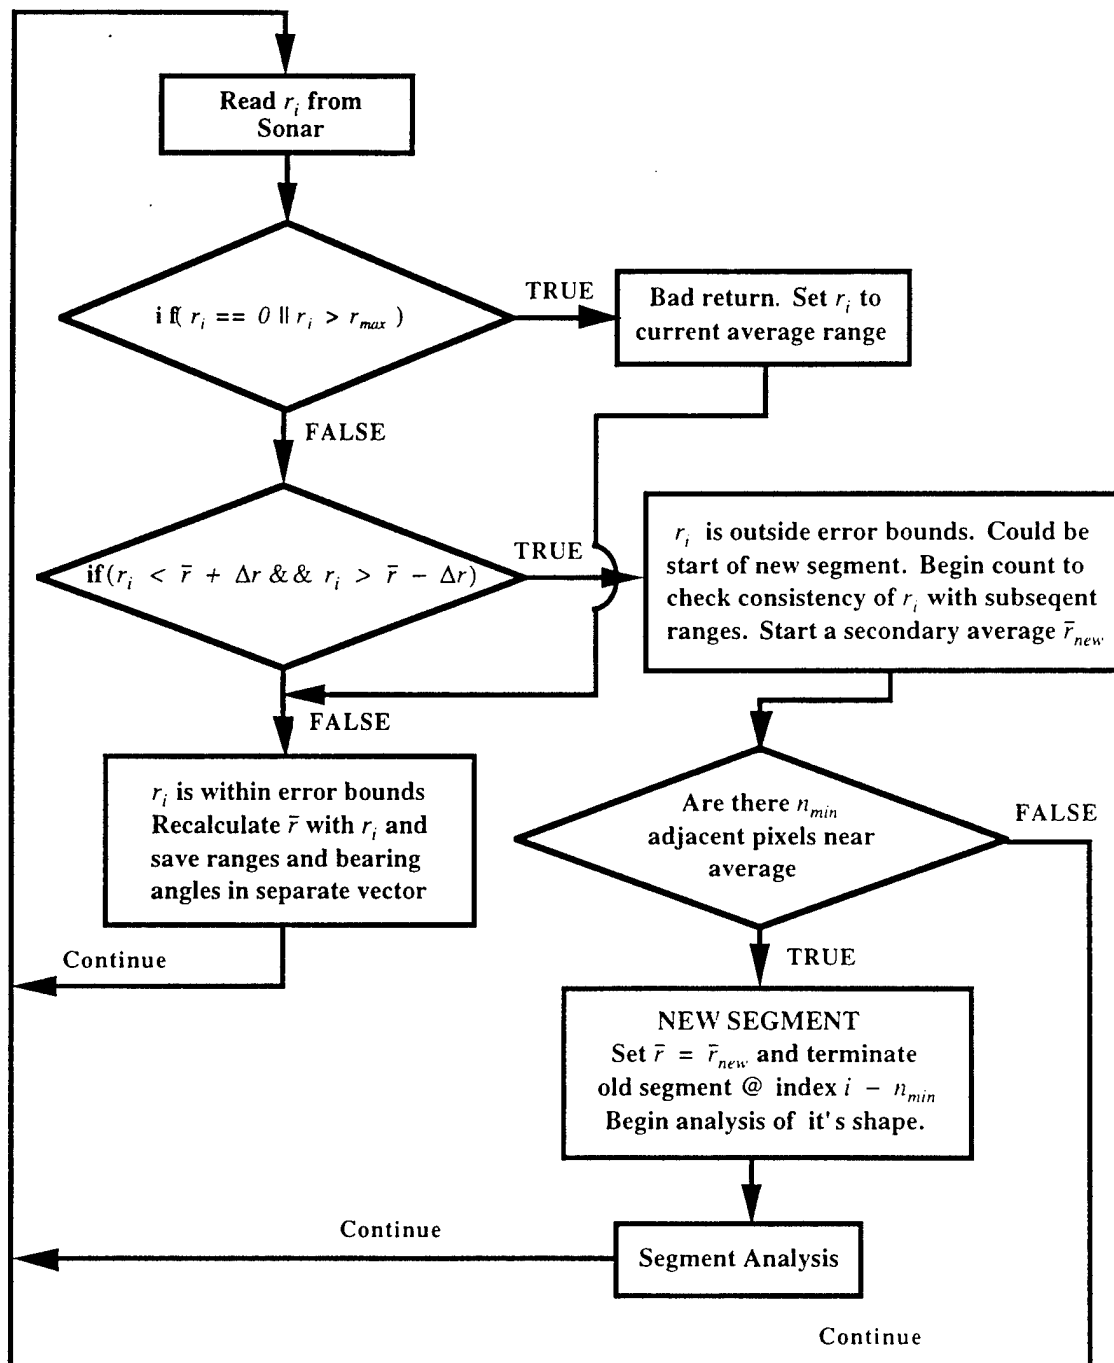 Read r_i from
Sonar
if( r_i == 0 || r_i > r_max )
TRUE
Bad return. Set r_i to
current average range
FALSE
if(r_i < r̄ + Δr && r_i > r̄ − Δr)
TRUE
r_i is outside error bounds. Could be
start of new segment. Begin count to
check consistency of r_i with subseqent
ranges. Start a secondary average r̄_new
FALSE
r_i is within error bounds
Recalculate r̄ with r_i and
save ranges and bearing
angles in separate vector
Continue
Are there n_min
adjacent pixels near
average
FALSE
TRUE
NEW SEGMENT
Set r̄ = r̄_new and terminate
old segment @ index i − n_min
Begin analysis of it's shape.
Continue
Segment Analysis
Continue